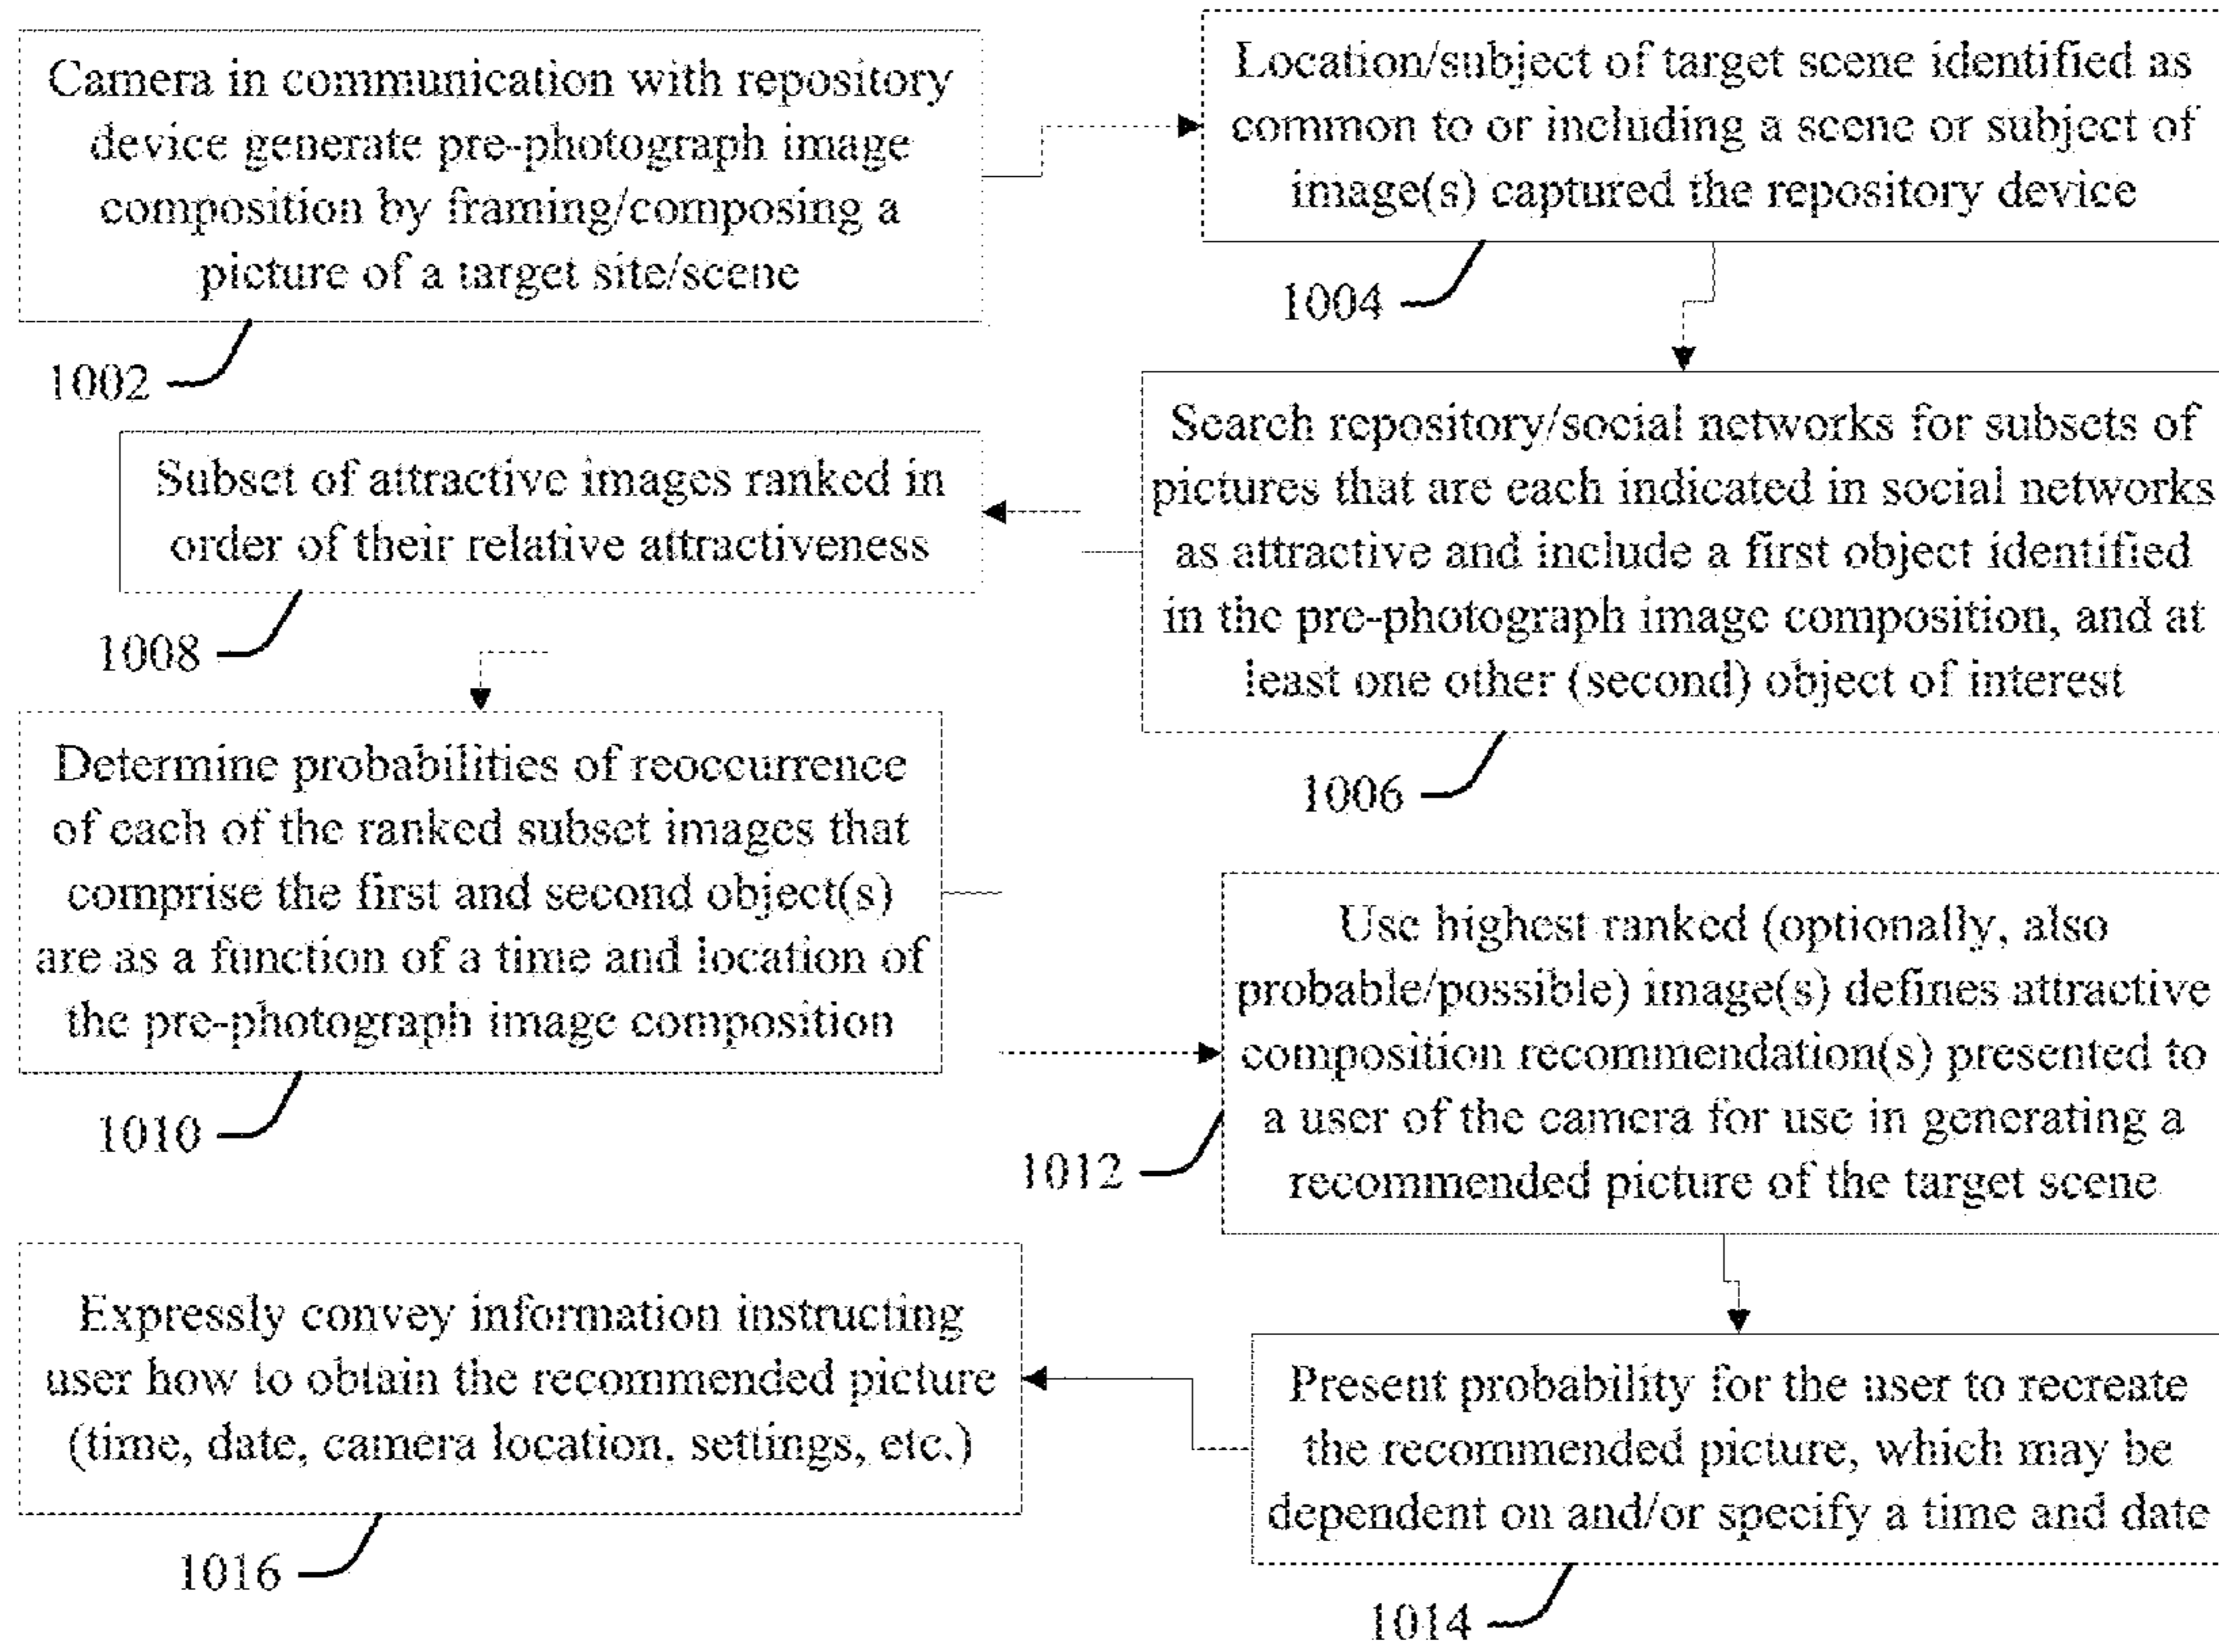 Camera in communication with repository
device generate pre-photograph image
composition by framing/composing a
picture of a target site/scene
1002
Location/subject of target scene identified as
common to or including a scene or subject of
image(s) captured the repository device
1004
Search repository/social networks for subsets of
pictures that are each indicated in social networks
as attractive and include a first object identified
in the pre-photograph image composition, and at
least one other (second) object of interest
1006
Subset of attractive images ranked in
order of their relative attractiveness
1008
Determine probabilities of reoccurrence
of each of the ranked subset images that
comprise the first and second object(s)
are as a function of a time and location of
the pre-photograph image composition
1010
Use highest ranked (optionally, also
probable/possible) image(s) defines attractive
composition recommendation(s) presented to
a user of the camera for use in generating a
recommended picture of the target scene
1012
Present probability for the user to recreate
the recommended picture, which may be
dependent on and/or specify a time and date
1014
Expressly convey information instructing
user how to obtain the recommended picture
(time, date, camera location, settings, etc.)
1016